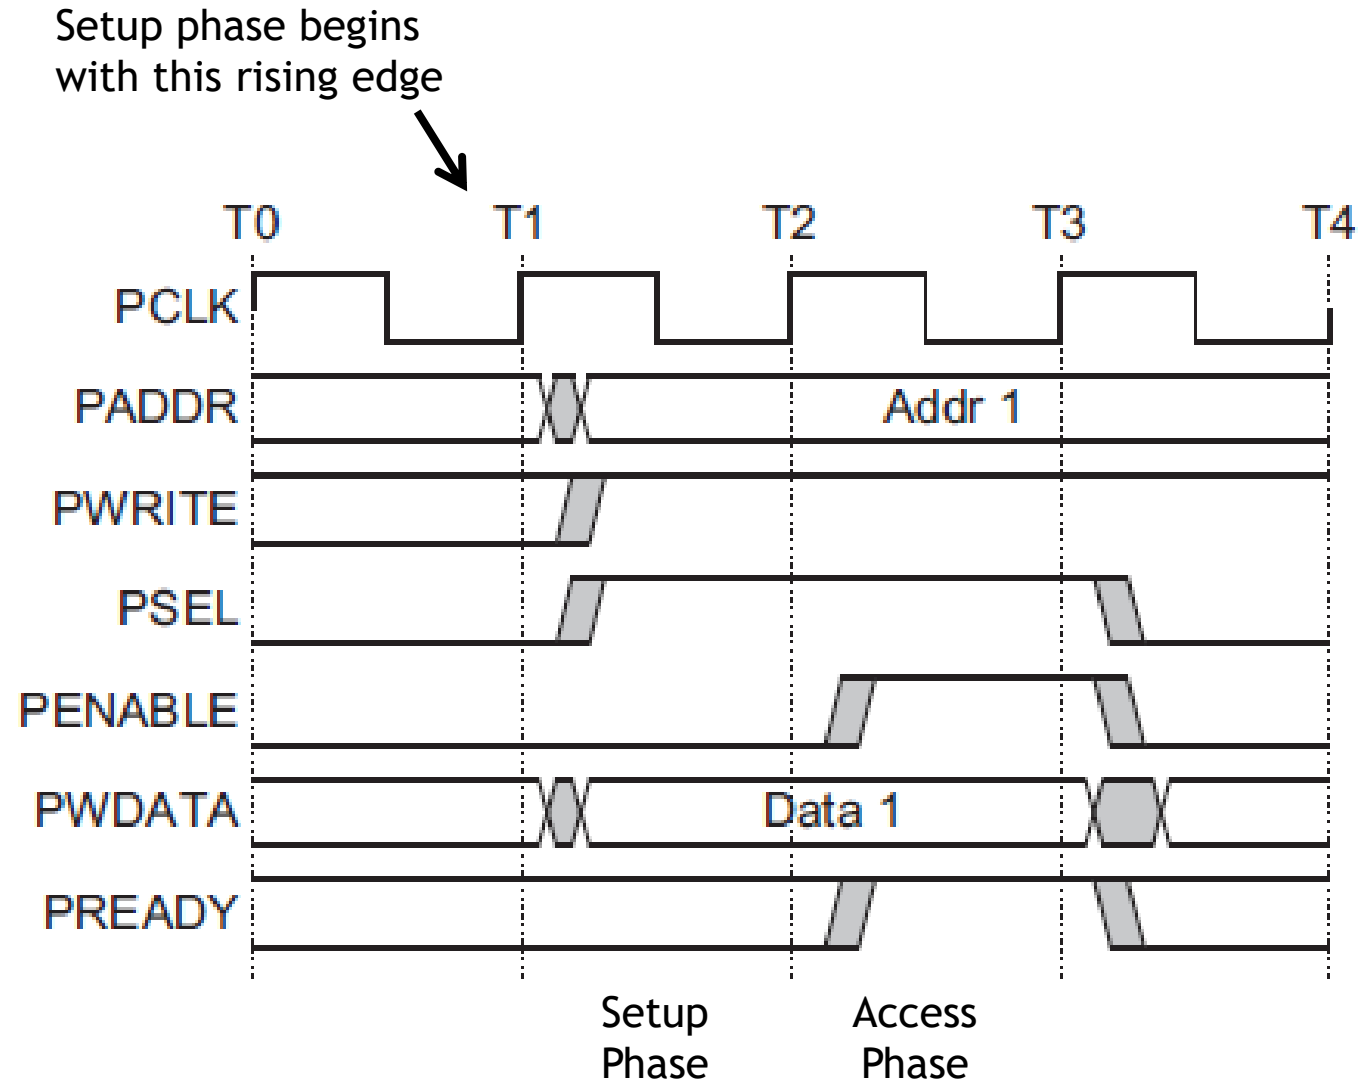 Setup phase begins
with this rising edge
T0 T1 T2 T3 T4
PCLK
PADDR Addr 1
PWRITE
PSEL
PENABLE
PWDATA Data 1
PREADY
Setup Access
Phase Phase